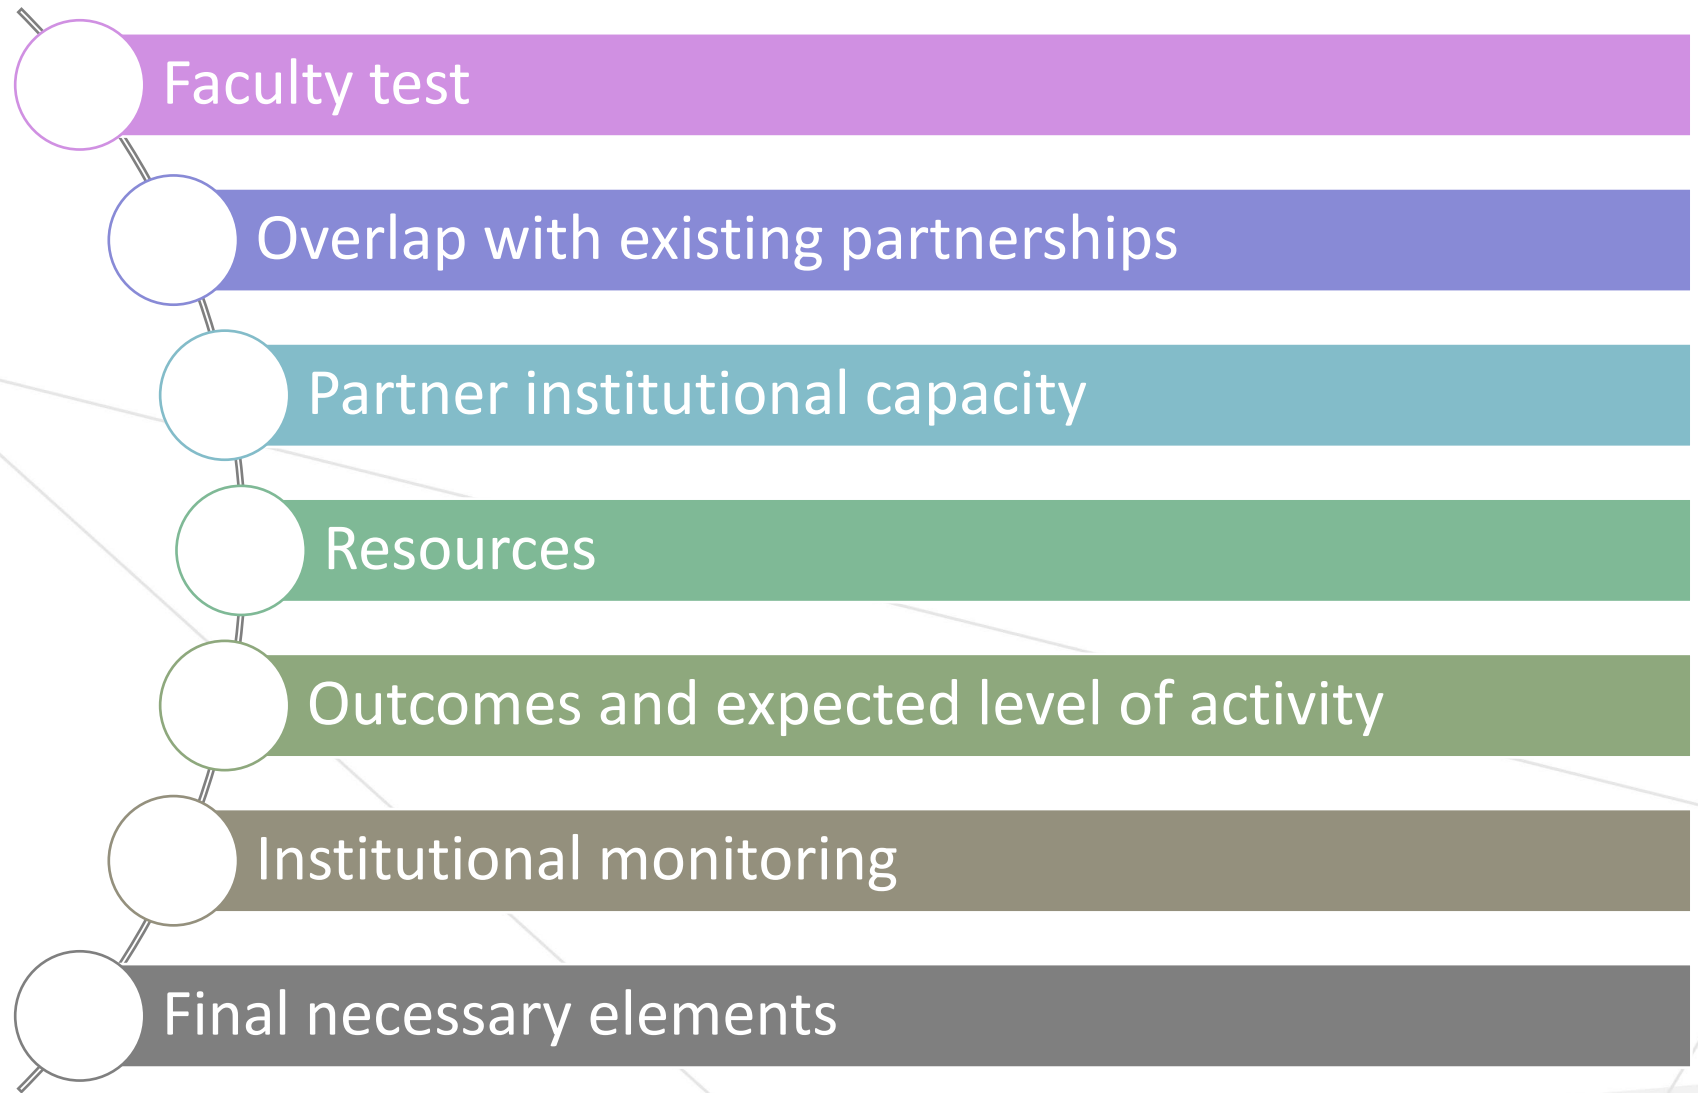 Faculty test
Overlap with existing partnerships
Partner institutional capacity
Resources
Outcomes and expected level of activity
Institutional monitoring
Final necessary elements